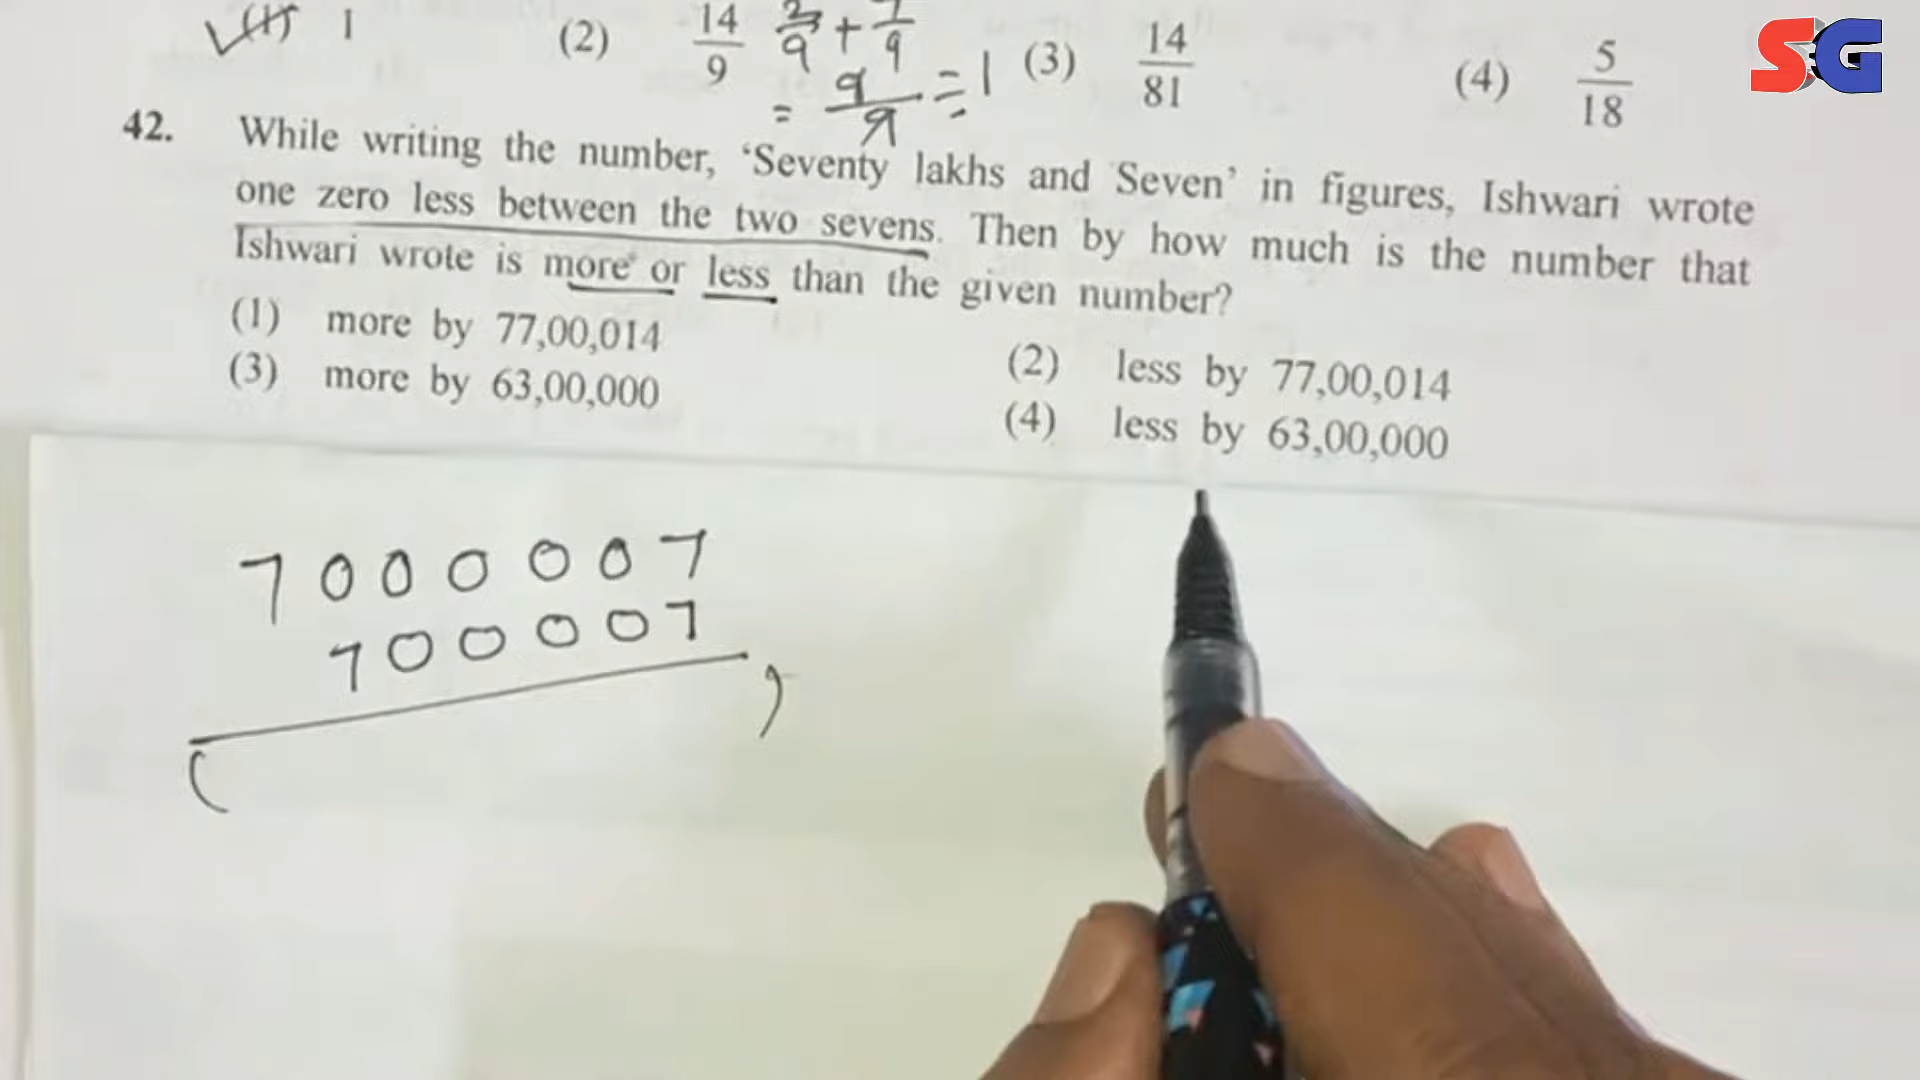 SG
(1) 1 (2) 14/9 2/9 + 7/9 (3) 14/81 (4) 5/18
= 9/9 = 1
42. While writing the number, ‘Seventy lakhs and Seven’ in figures, Ishwari wrote
one zero less between the two sevens. Then by how much is the number that
Ishwari wrote is more or less than the given number?
(1) more by 77,00,014
(2) less by 77,00,014
(3) more by 63,00,000
(4) less by 63,00,000
7000007
700007
( )